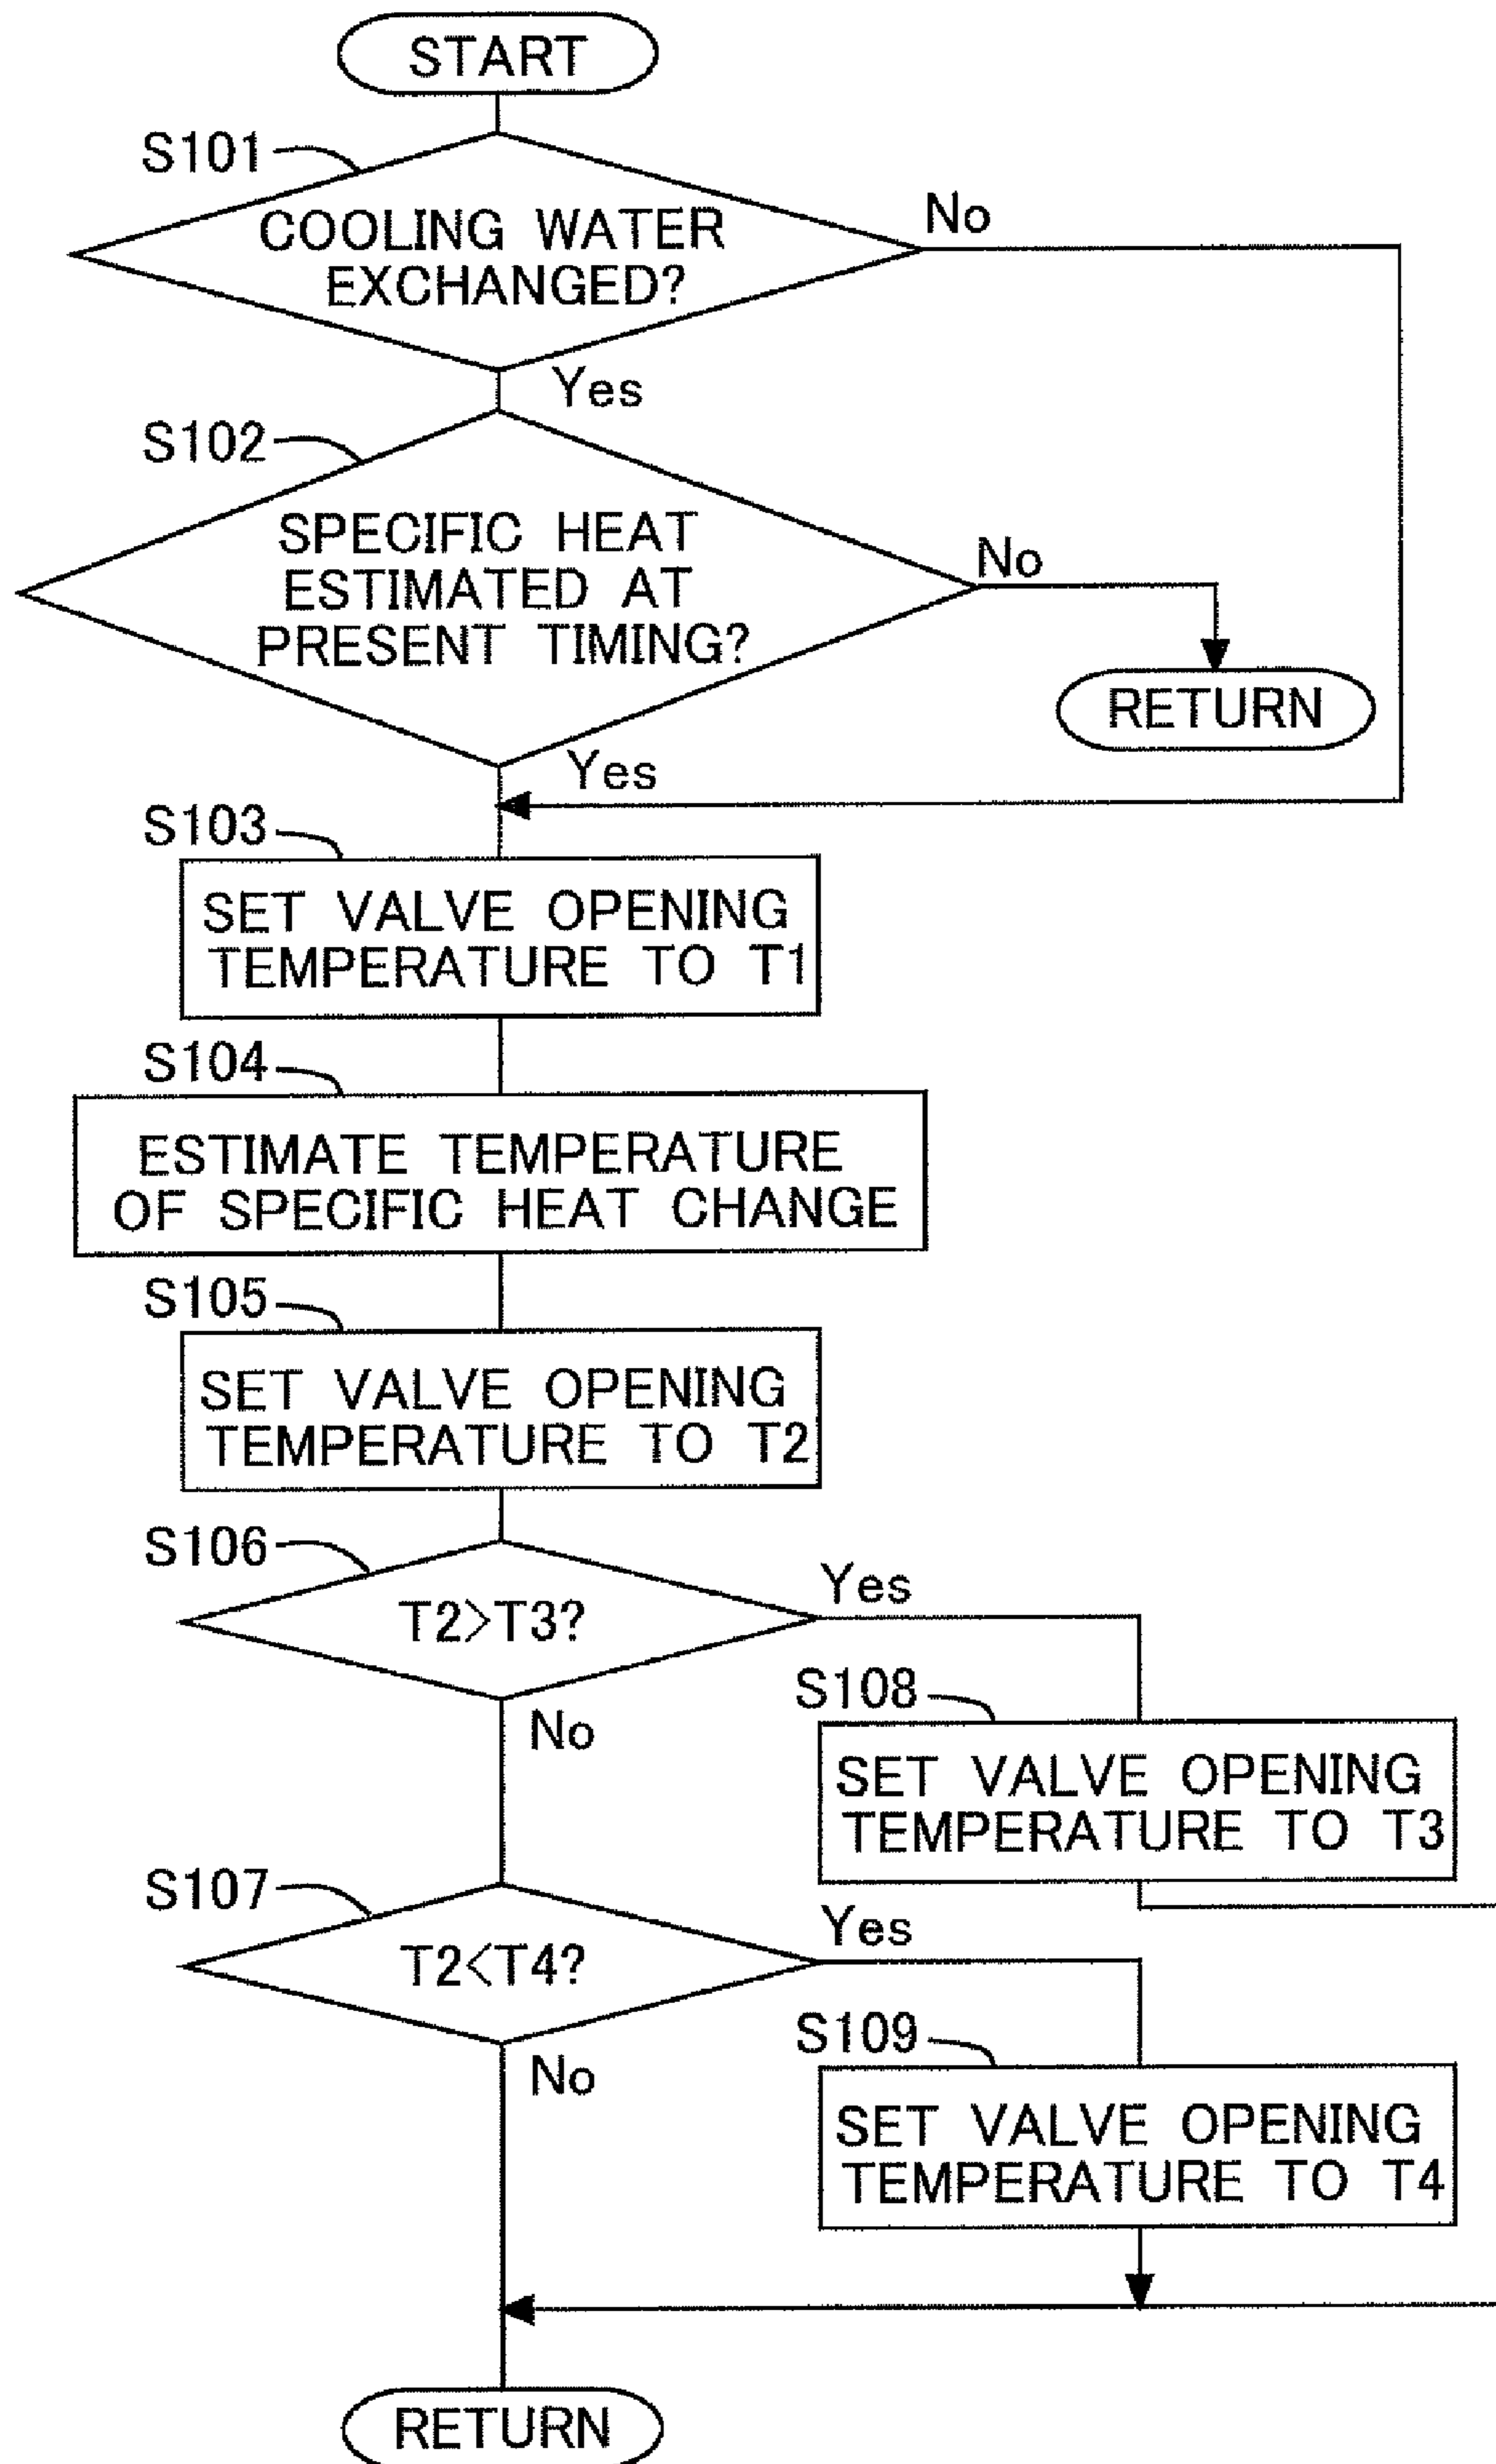 START
S101
COOLING WATER
EXCHANGED?
No
Yes
S102
SPECIFIC HEAT
ESTIMATED AT
PRESENT TIMING?
No
RETURN
Yes
S103
SET VALVE OPENING
TEMPERATURE TO T1
S104
ESTIMATE TEMPERATURE
OF SPECIFIC HEAT CHANGE
S105
SET VALVE OPENING
TEMPERATURE TO T2
S106
T2>T3?
Yes
No
S108
SET VALVE OPENING
TEMPERATURE TO T3
S107
T2<T4?
Yes
No
S109
SET VALVE OPENING
TEMPERATURE TO T4
RETURN